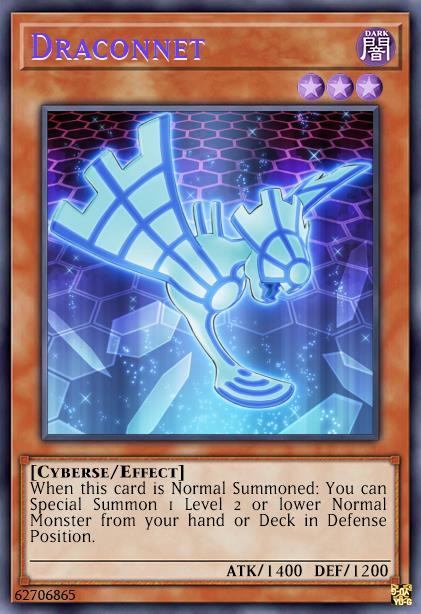 DRACONNET
DARK
闇
[CYBERSE/EFFECT]
When this card is Normal Summoned: You can
Special Summon 1 Level 2 or lower Normal
Monster from your hand or Deck in Defense
Position.
ATK/1400 DEF/1200
62706865